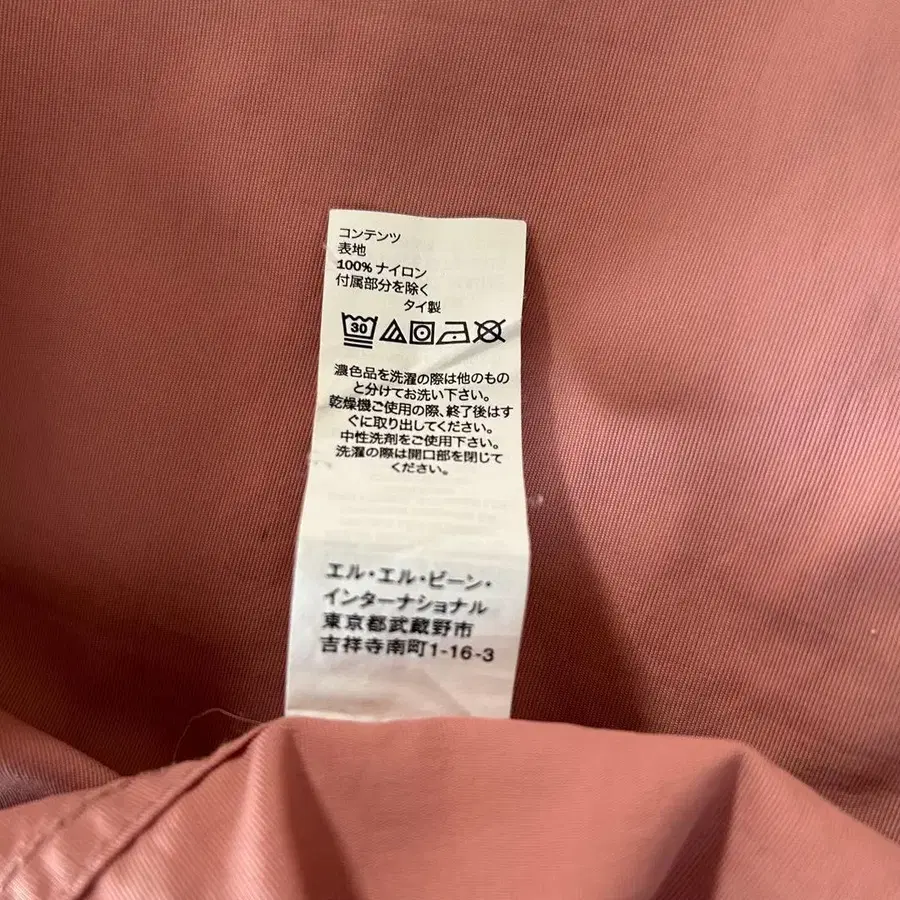 コンテンツ
表地
100% ナイロン
付属部分を除く
タイ製
30
濃色品を洗濯の際は他のもの
と分けてお洗い下さい。
乾燥機ご使用の際、終了後はす
ぐに取り出してください。
中性洗剤をご使用下さい。
洗濯の際は開口部を閉じて
ください。
エル・エル・ビーン・
インターナショナル
東京都武蔵野市
吉祥寺南町1-16-3